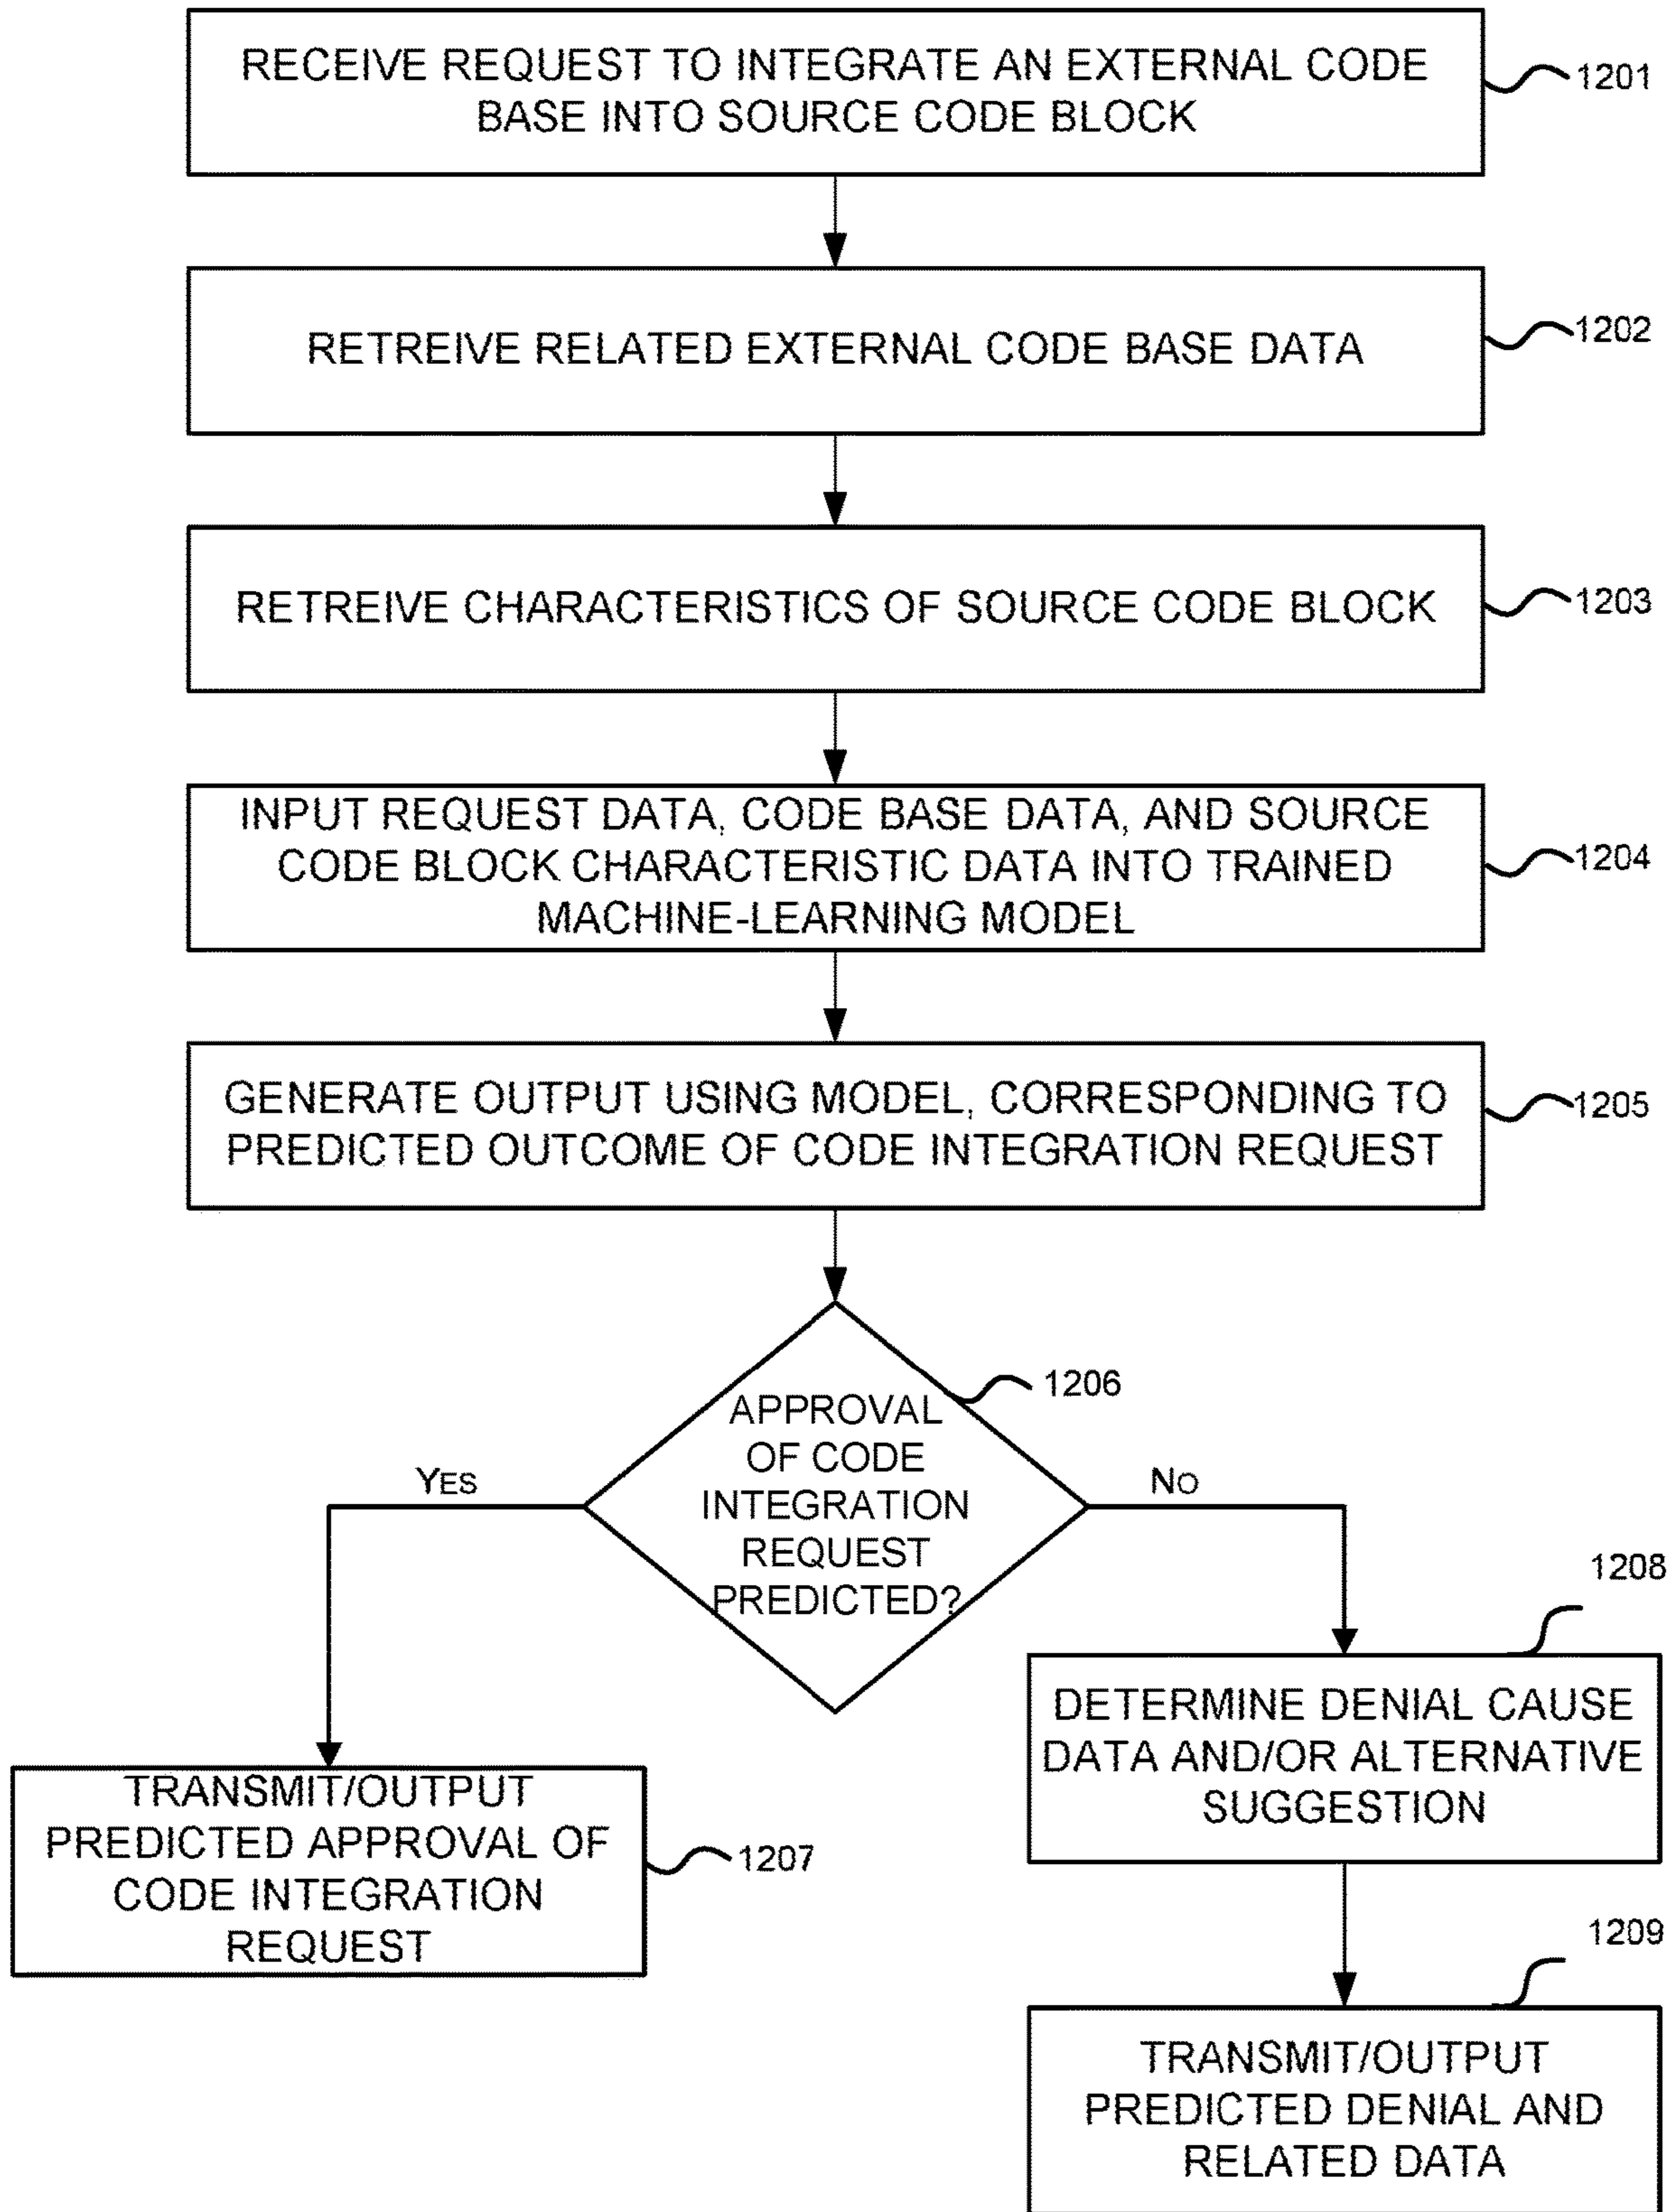 RECEIVE REQUEST TO INTEGRATE AN EXTERNAL CODE
BASE INTO SOURCE CODE BLOCK
1201
RETREIVE RELATED EXTERNAL CODE BASE DATA
1202
RETREIVE CHARACTERISTICS OF SOURCE CODE BLOCK
1203
INPUT REQUEST DATA, CODE BASE DATA, AND SOURCE
CODE BLOCK CHARACTERISTIC DATA INTO TRAINED
MACHINE-LEARNING MODEL
1204
GENERATE OUTPUT USING MODEL, CORRESPONDING TO
PREDICTED OUTCOME OF CODE INTEGRATION REQUEST
1205
APPROVAL
OF CODE
INTEGRATION
REQUEST
PREDICTED?
1206
YES
NO
TRANSMIT/OUTPUT
PREDICTED APPROVAL OF
CODE INTEGRATION
REQUEST
1207
1208
DETERMINE DENIAL CAUSE
DATA AND/OR ALTERNATIVE
SUGGESTION
1209
TRANSMIT/OUTPUT
PREDICTED DENIAL AND
RELATED DATA